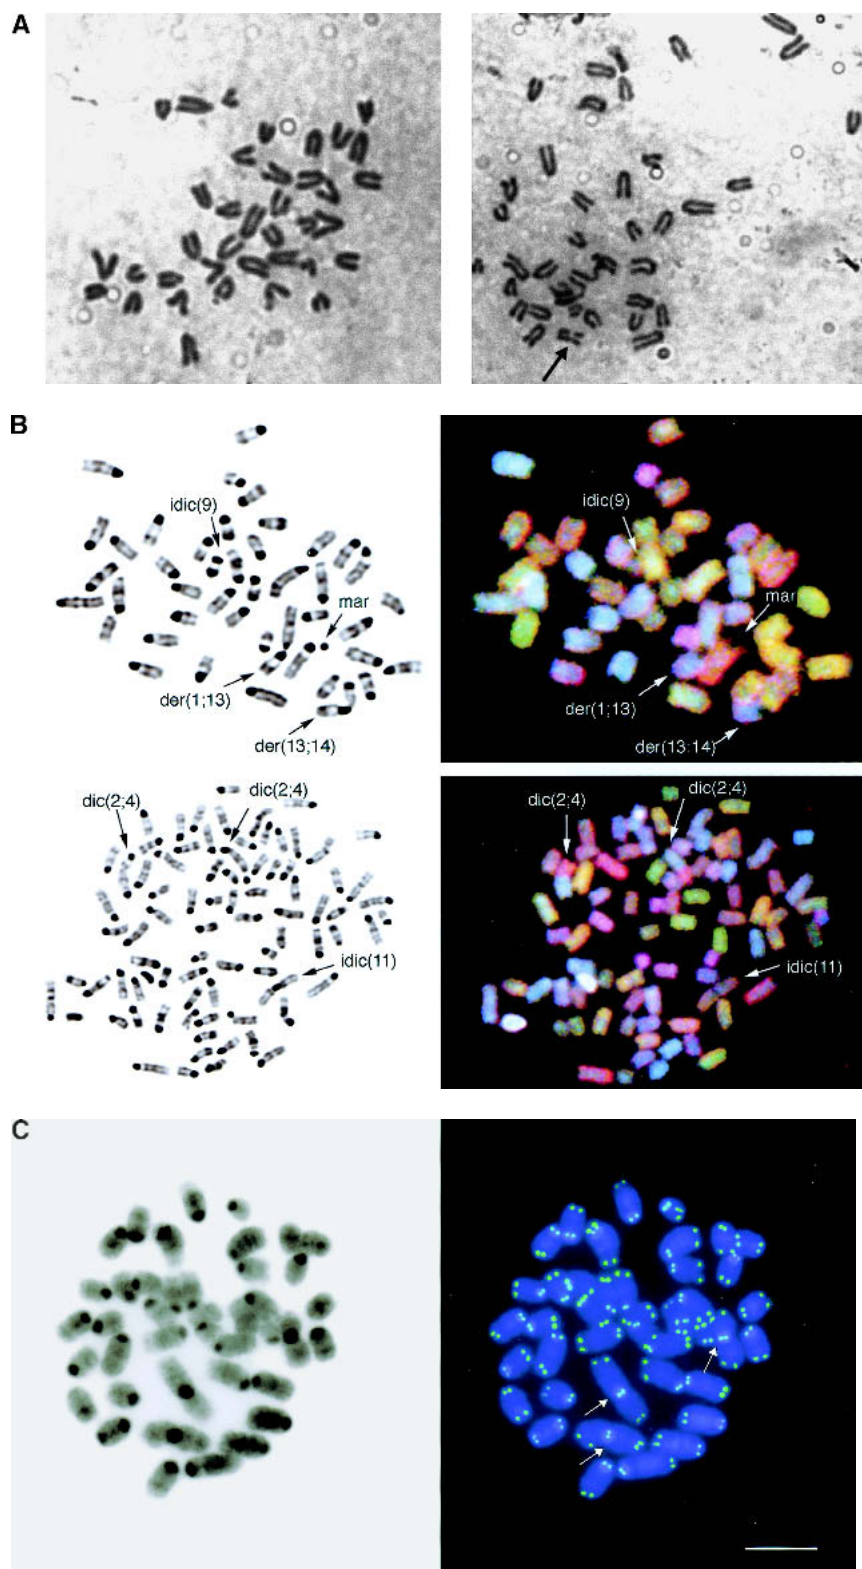 A
B
idic(9)
mar
der(1;13)
der(13;14)
idic(9)
mar
der(1;13)
der(13:14)
dic(2;4)
dic(2;4)
idic(11)
dic(2;4)
dic(2;4)
idic(11)
C